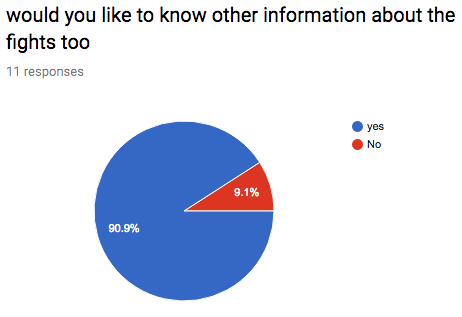 would you like to know other information about the
fights too
11 responses
yes
No
9.1%
90.9%